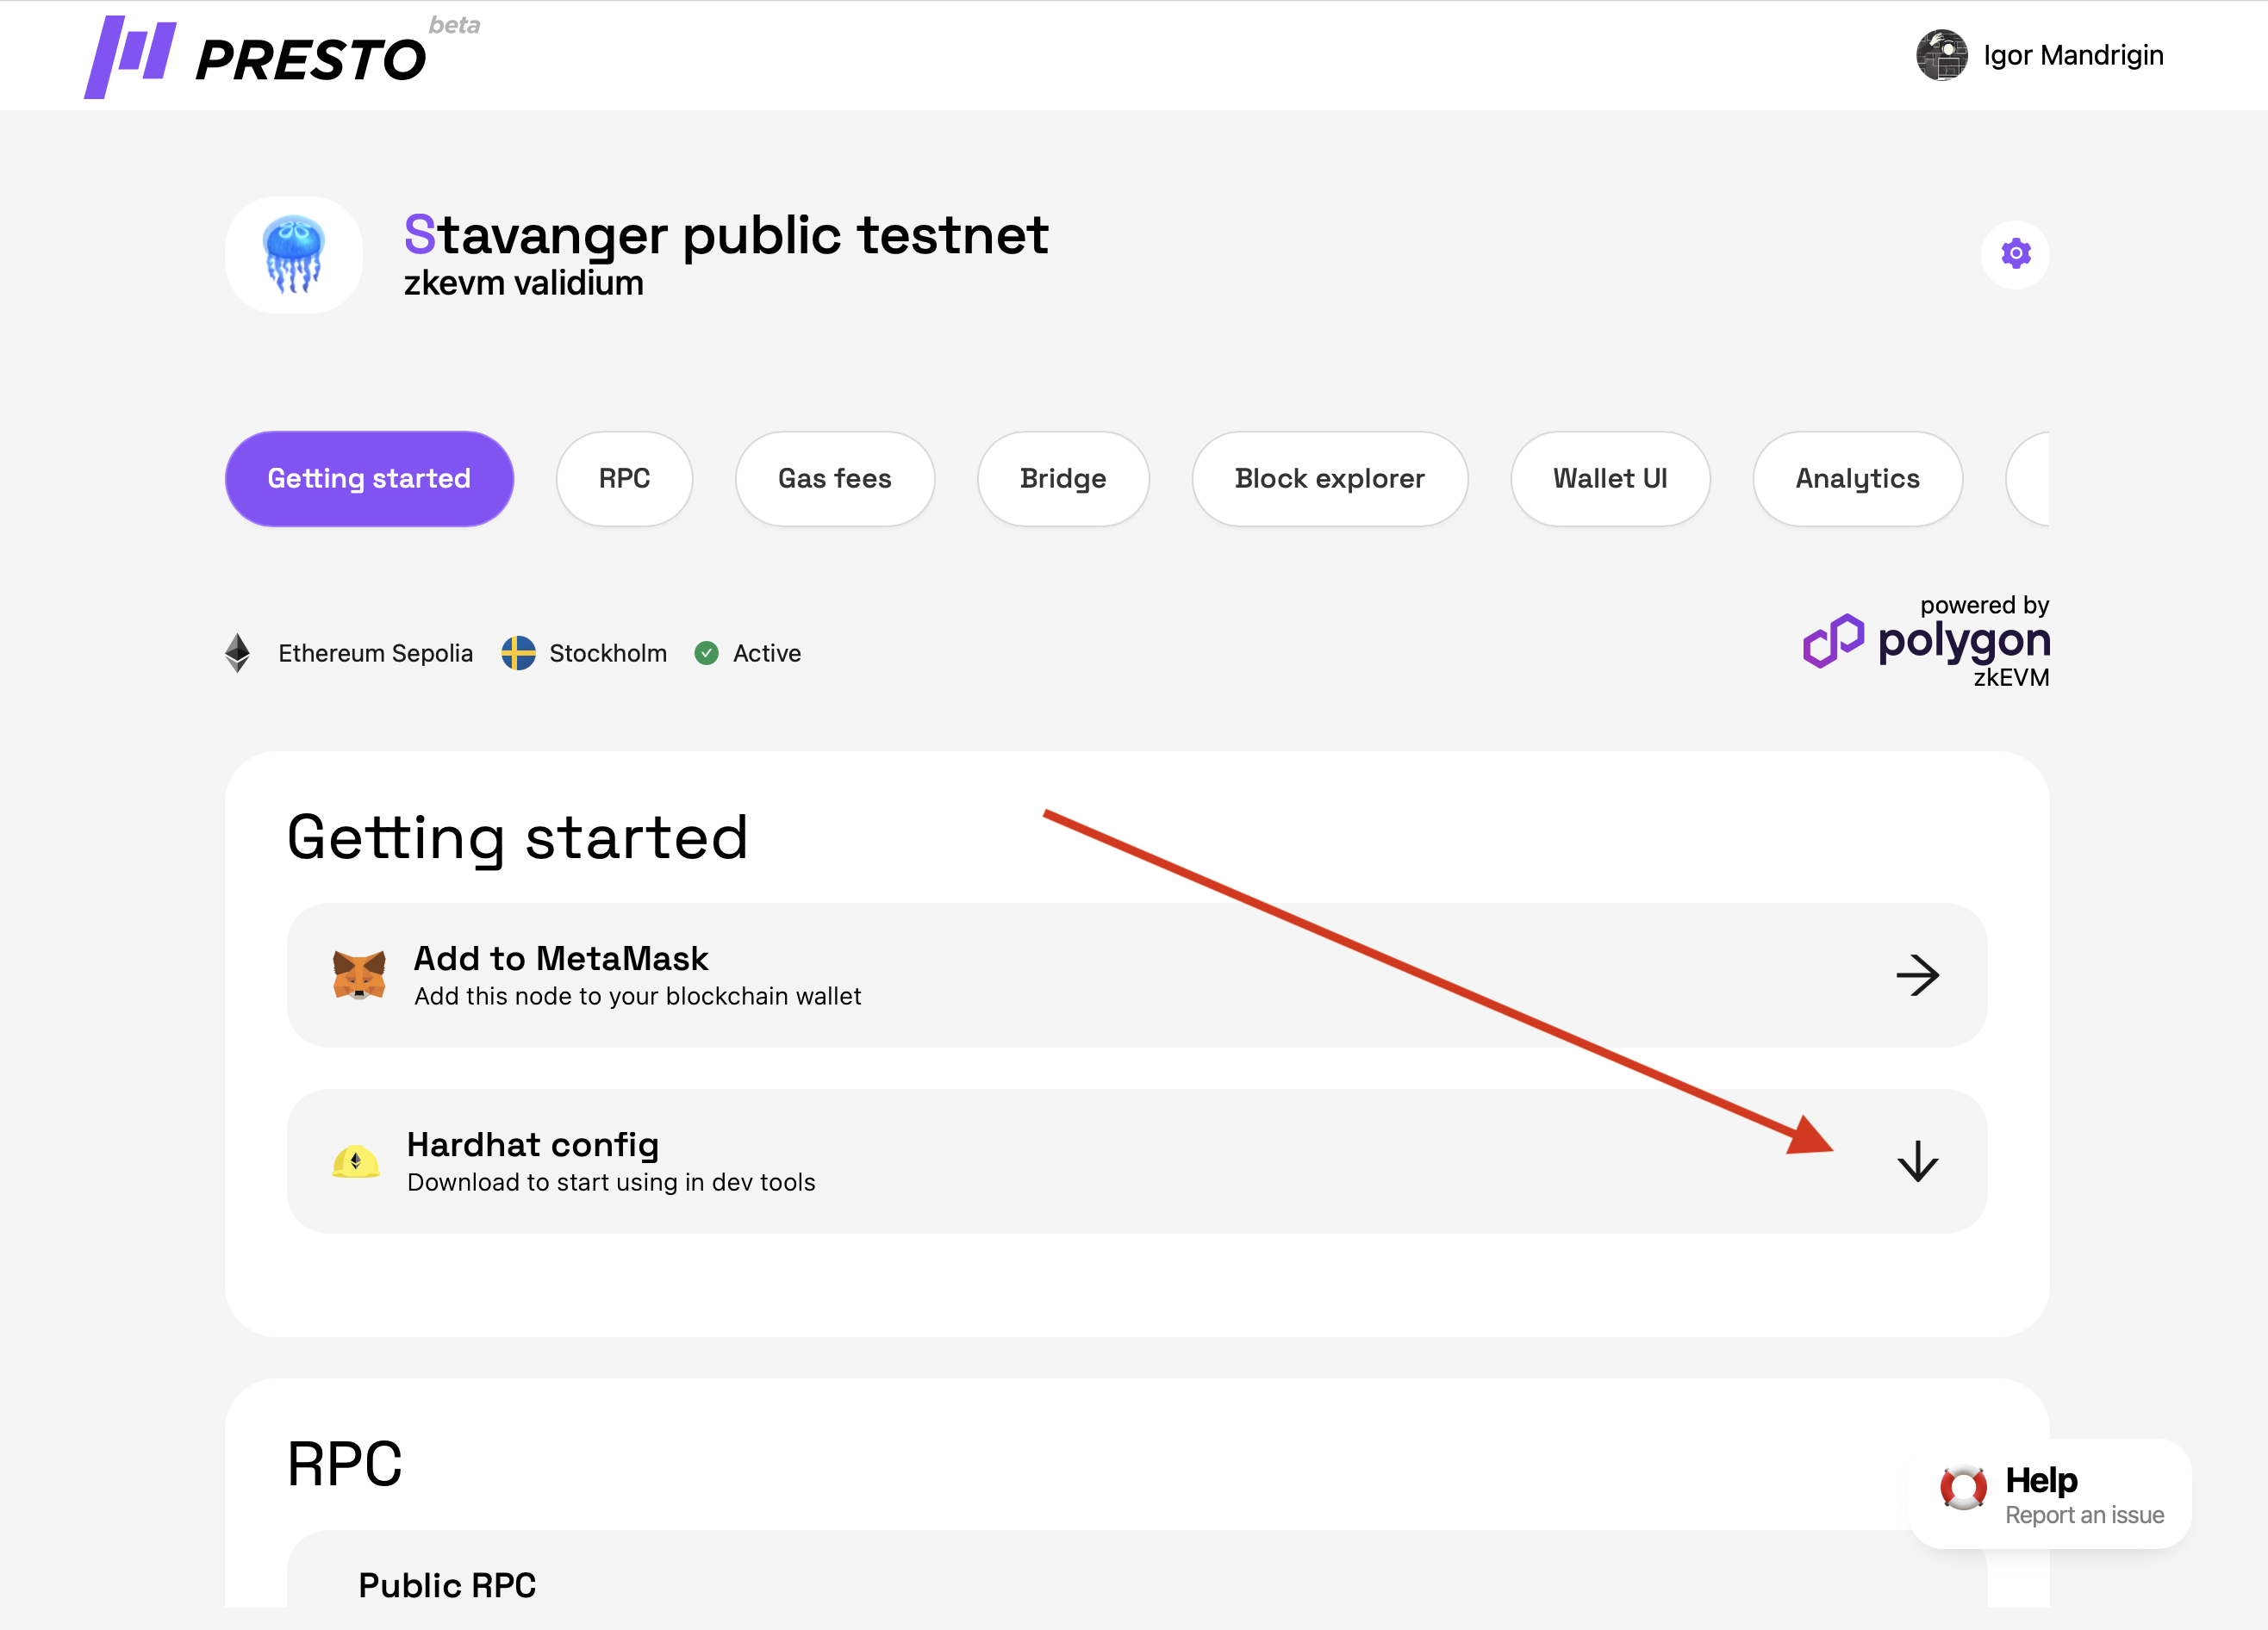 PRESTO beta
Igor Mandrigin
Stavanger public testnet
zkevm validium
Getting started
RPC
Gas fees
Bridge
Block explorer
Wallet UI
Analytics
Ethereum Sepolia
Stockholm
Active
powered by
polygon
zkEVM
Getting started
Add to MetaMask
Add this node to your blockchain wallet
Hardhat config
Download to start using in dev tools
RPC
Public RPC
Help
Report an issue